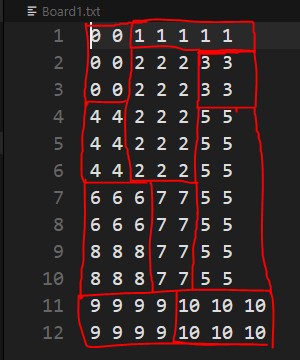 Board1.txt
1 0 0 1 1 1 1 1
2 0 0 2 2 2 3 3
3 0 0 2 2 2 3 3
4 4 4 2 2 2 5 5
5 4 4 2 2 2 5 5
6 4 4 2 2 2 5 5
7 6 6 6 7 7 5 5
8 6 6 6 7 7 5 5
9 8 8 8 7 7 5 5
10 8 8 8 7 7 5 5
11 9 9 9 9 10 10 10
12 9 9 9 9 10 10 10